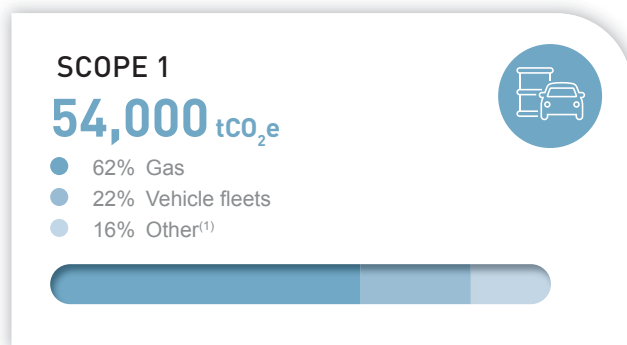 SCOPE 1
54,000 tCO₂e
62% Gas
22% Vehicle fleets
16% Other⁽¹⁾